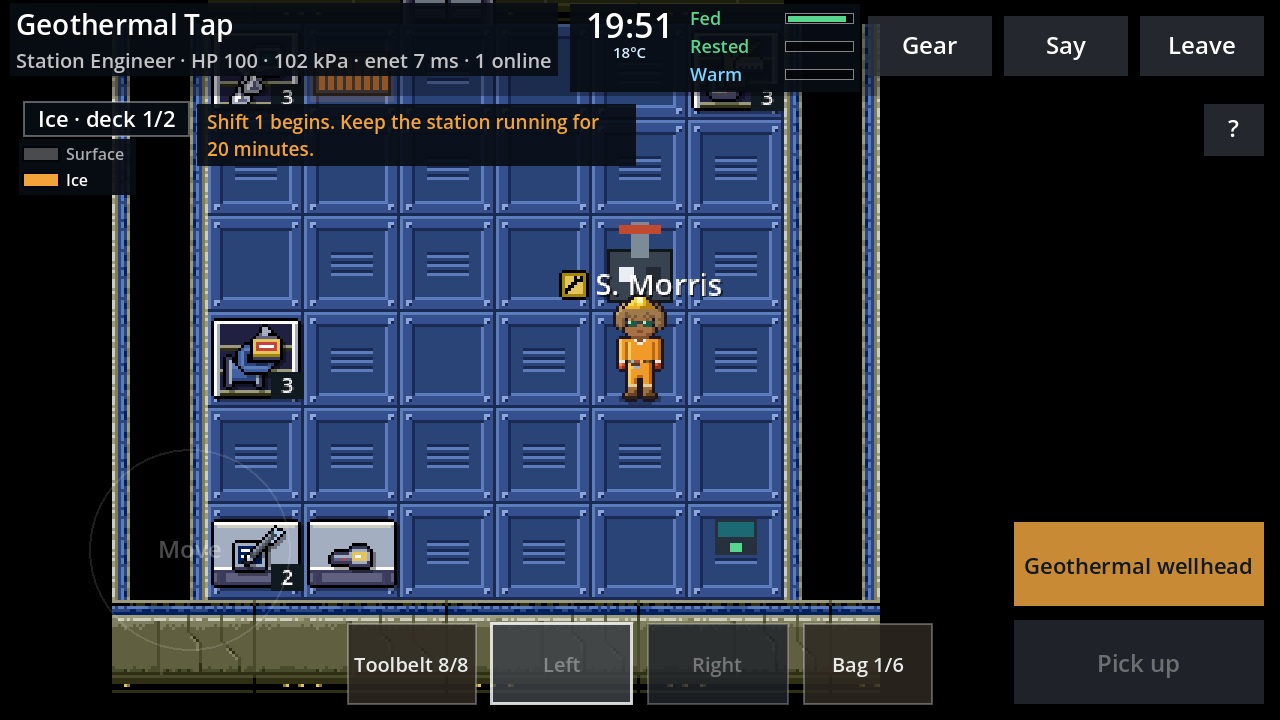 Geothermal Tap
Station Engineer · HP 100 · 102 kPa · enet 7 ms · 1 online
19:51
18°C
Fed
Rested
Warm
Gear
Say
Leave
?
Ice · deck 1/2
Surface
Ice
Shift 1 begins. Keep the station running for
20 minutes.
3
3
S. Morris
3
Move
2
Geothermal wellhead
Pick up
Toolbelt 8/8
Left
Right
Bag 1/6